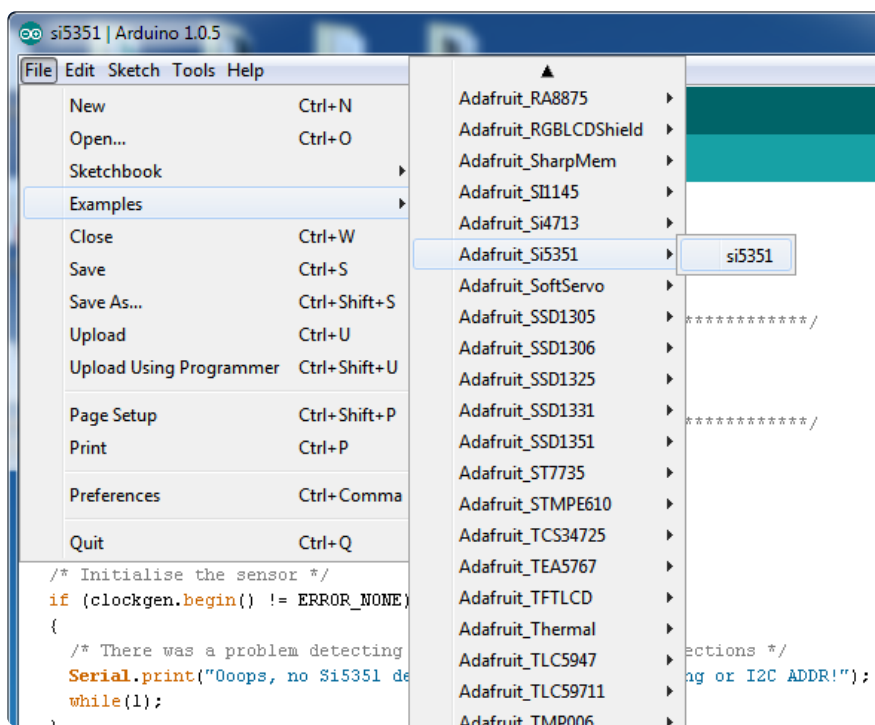 si5351 | Arduino 1.0.5
File Edit Sketch Tools Help
New Ctrl+N
Open... Ctrl+O
Sketchbook
Examples
Close Ctrl+W
Save Ctrl+S
Save As... Ctrl+Shift+S
Upload Ctrl+U
Upload Using Programmer Ctrl+Shift+U
Page Setup Ctrl+Shift+P
Print Ctrl+P
Preferences Ctrl+Comma
Quit Ctrl+Q
Adafruit_RA8875
Adafruit_RGBLCDShield
Adafruit_SharpMem
Adafruit_SI1145
Adafruit_Si4713
Adafruit_Si5351
Adafruit_SoftServo
Adafruit_SSD1305
Adafruit_SSD1306
Adafruit_SSD1325
Adafruit_SSD1331
Adafruit_SSD1351
Adafruit_ST7735
Adafruit_STMPE610
Adafruit_TCS34725
Adafruit_TEA5767
Adafruit_TFTLCD
Adafruit_Thermal
Adafruit_TLC5947
Adafruit_TLC59711
Adafruit_TMP006
si5351
*************/
*************/
/* Initialise the sensor */
if (clockgen.begin() != ERROR_NONE)
{
/* There was a problem detecting ections */
Serial.print("Ooops, no Si5351 de ng or I2C ADDR!");
while(1);
}